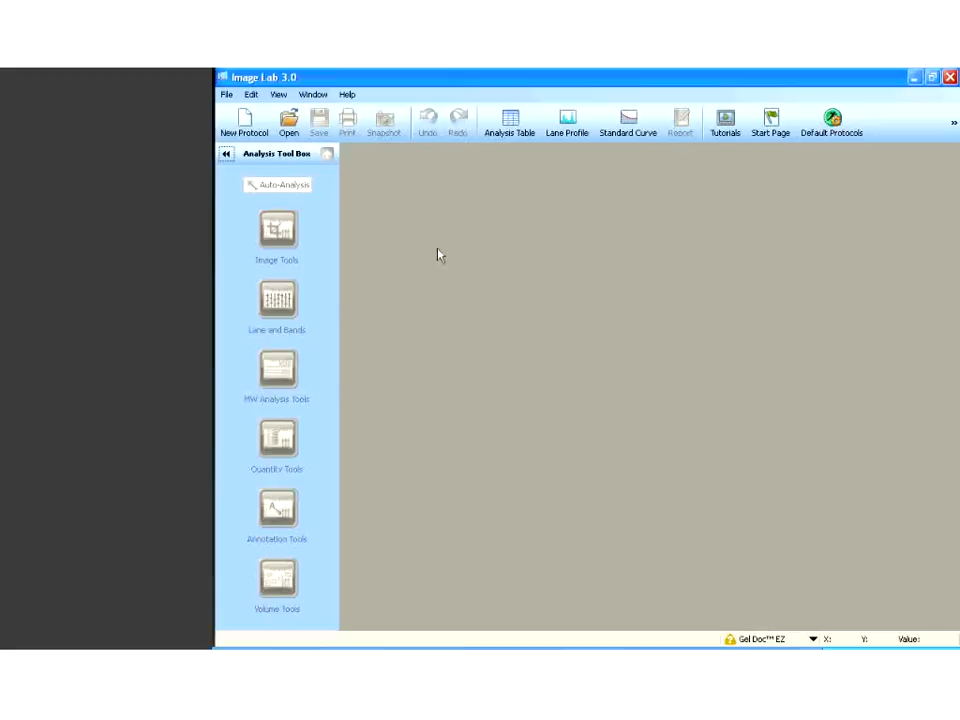 Image Lab 3.0
File Edit View Window Help
New Protocol Open Save Print Snapshot Undo Redo Analysis Table Lane Profile Standard Curve Report Tutorials Start Page Default Protocols »
Analysis Tool Box
Auto-Analysis
Image Tools
Lane and Bands
MW Analysis Tools
Quantity Tools
Annotation Tools
Volume Tools
Gel Doc™ EZ X: Y: Value: